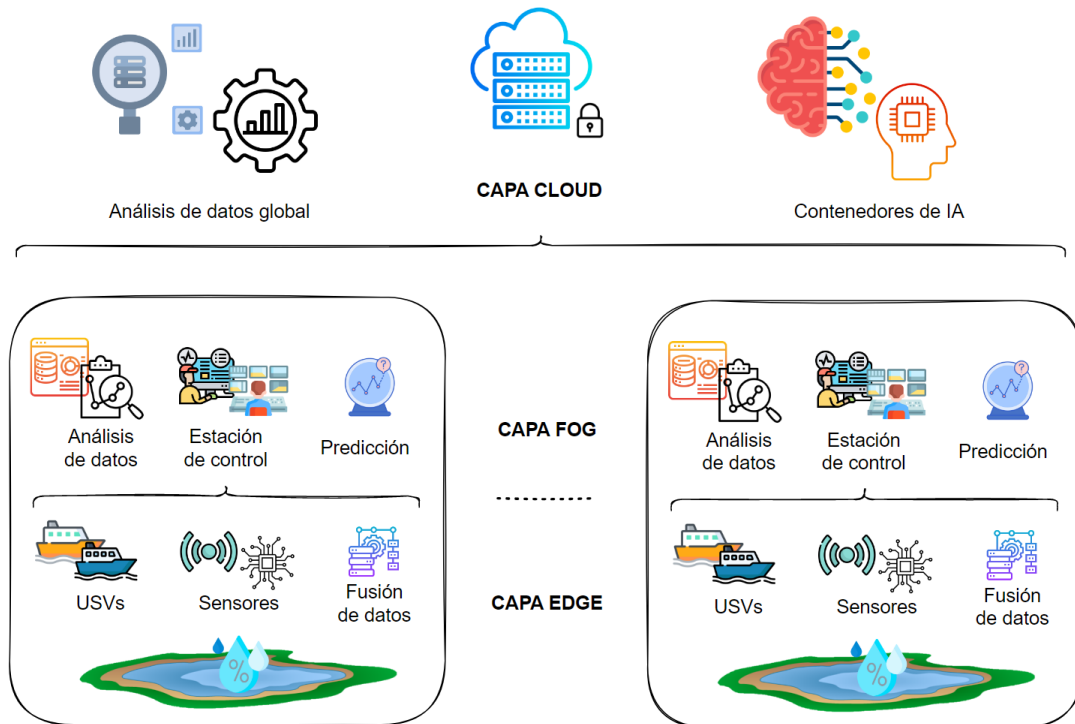 CAPA CLOUD
Análisis de datos global
Contenedores de IA
Análisis
de datos
Estación
de control
Predicción
CAPA FOG
Análisis
de datos
Estación
de control
Predicción
USVs
Sensores
Fusión
de datos
CAPA EDGE
USVs
Sensores
Fusión
de datos
%
%
?
?